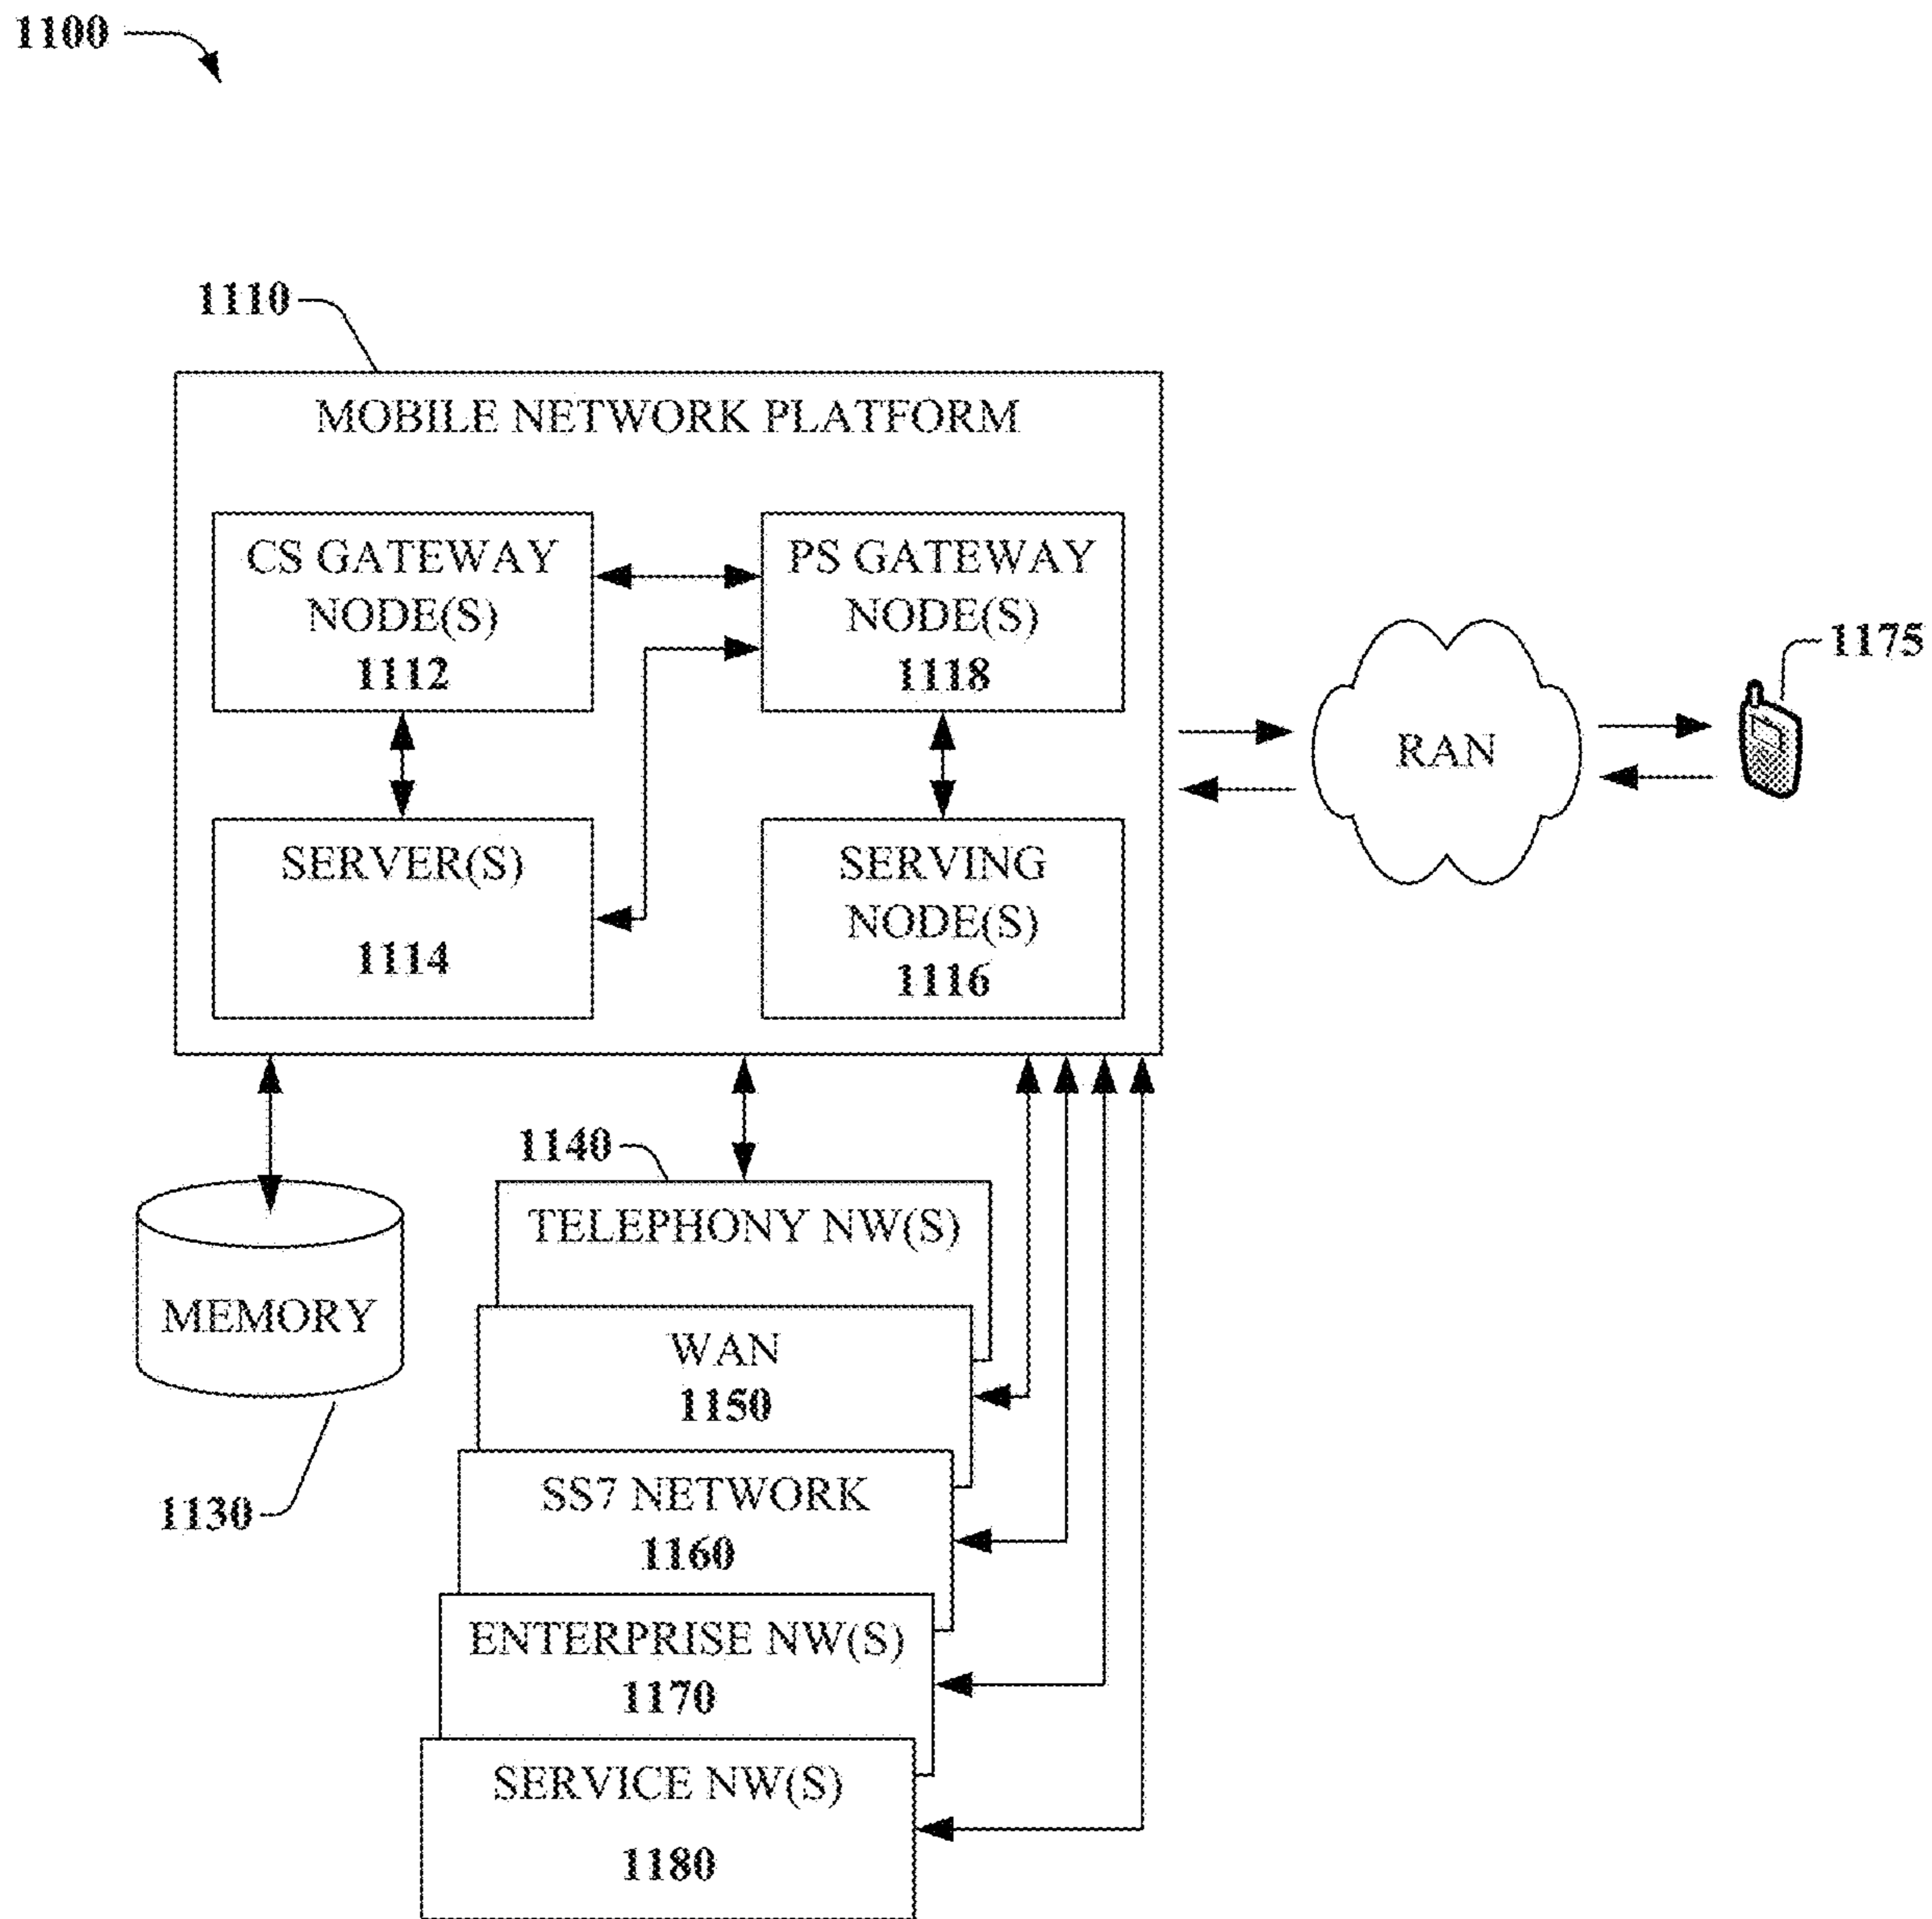 1100
1110
MOBILE NETWORK PLATFORM
CS GATEWAY
NODE(S)
1112
PS GATEWAY
NODE(S)
1118
SERVER(S)
1114
SERVING
NODE(S)
1116
RAN
1175
1140
TELEPHONY NW(S)
MEMORY
1130
WAN
1150
SS7 NETWORK
1160
ENTERPRISE NW(S)
1170
SERVICE NW(S)
1180